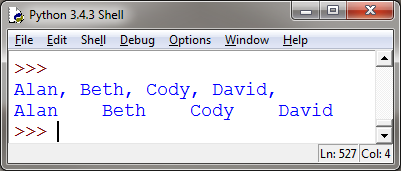 Python 3.4.3 Shell
File Edit Shell Debug Options Window Help
>>>
Alan, Beth, Cody, David,
Alan    Beth    Cody    David
>>>
Ln: 527 Col: 4